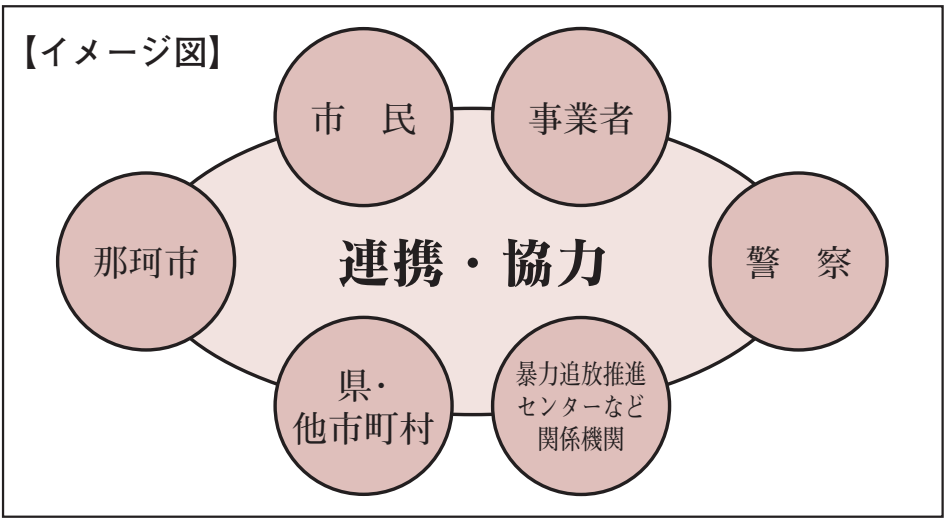 【イメージ図】
市　民
事業者
那珂市
連携・協力
警　察
県・
他市町村
暴力追放推進
センターなど
関係機関